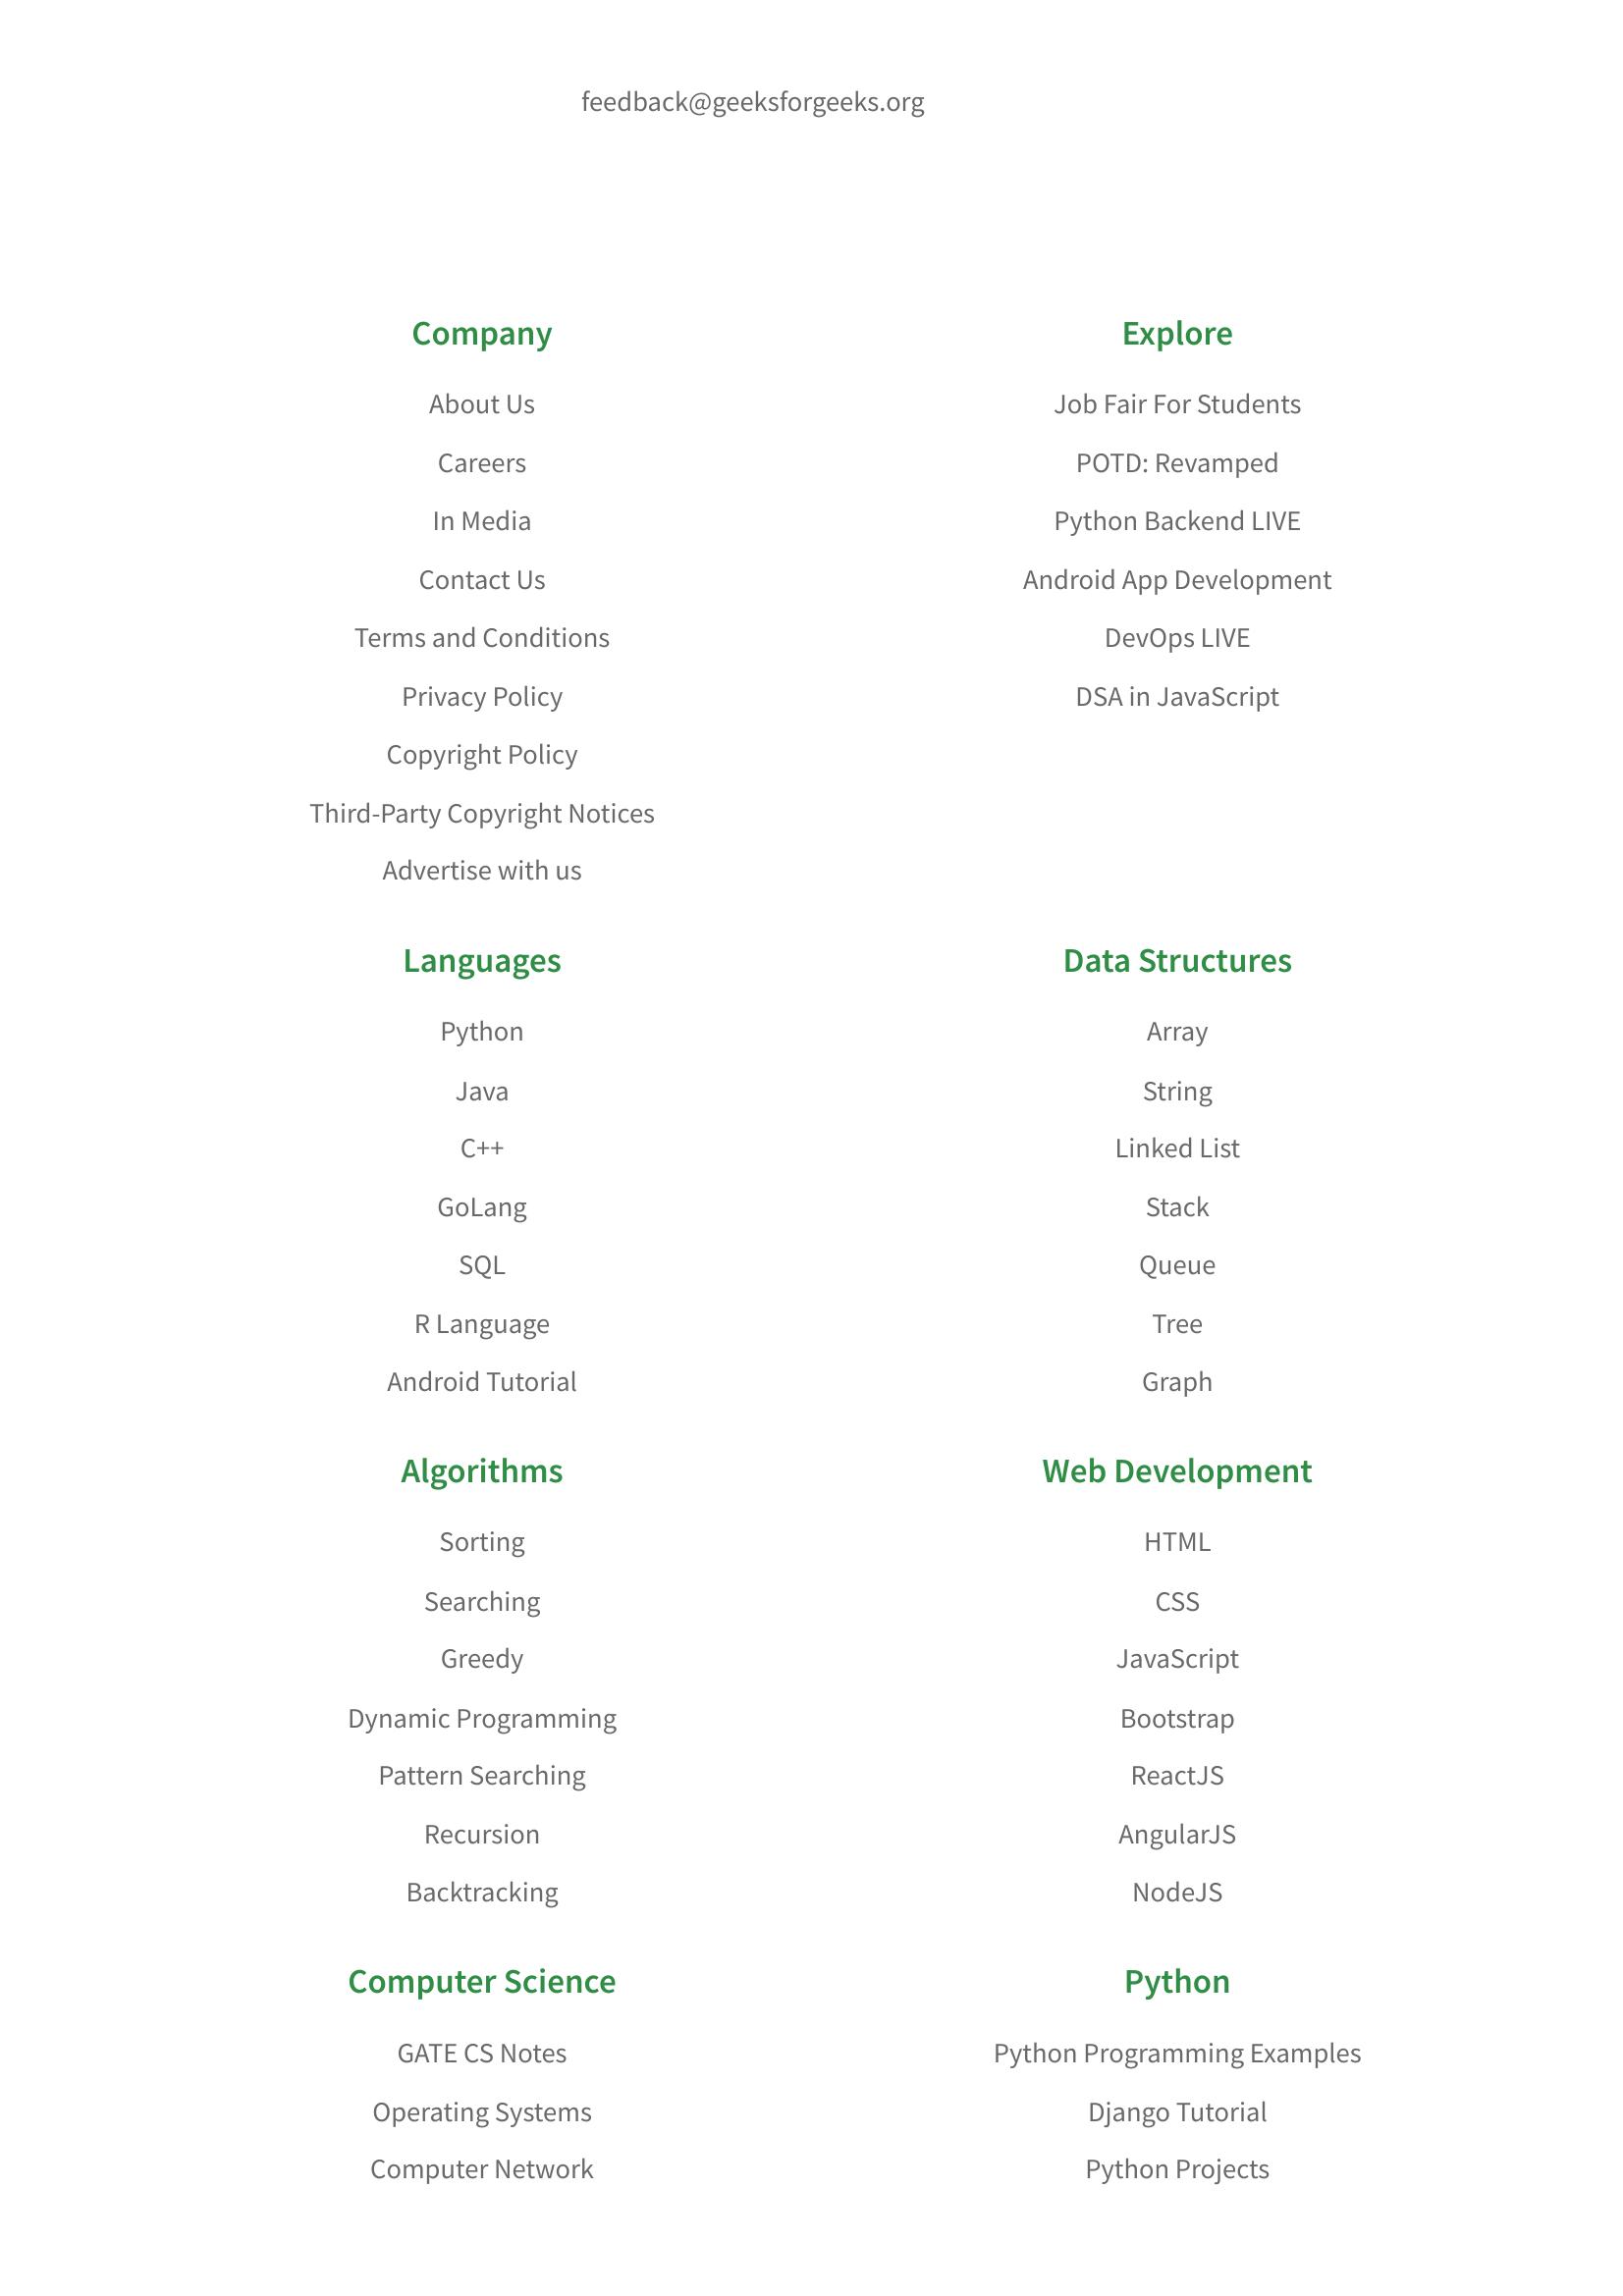 feedback@geeksforgeeks.org
Company
About Us
Careers
In Media
Contact Us
Terms and Conditions
Privacy Policy
Copyright Policy
Third-Party Copyright Notices
Advertise with us
Explore
Job Fair For Students
POTD: Revamped
Python Backend LIVE
Android App Development
DevOps LIVE
DSA in JavaScript
Languages
Python
Java
C++
GoLang
SQL
R Language
Android Tutorial
Data Structures
Array
String
Linked List
Stack
Queue
Tree
Graph
Algorithms
Sorting
Searching
Greedy
Dynamic Programming
Pattern Searching
Recursion
Backtracking
Web Development
HTML
CSS
JavaScript
Bootstrap
ReactJS
AngularJS
NodeJS
Computer Science
GATE CS Notes
Operating Systems
Computer Network
Python
Python Programming Examples
Django Tutorial
Python Projects